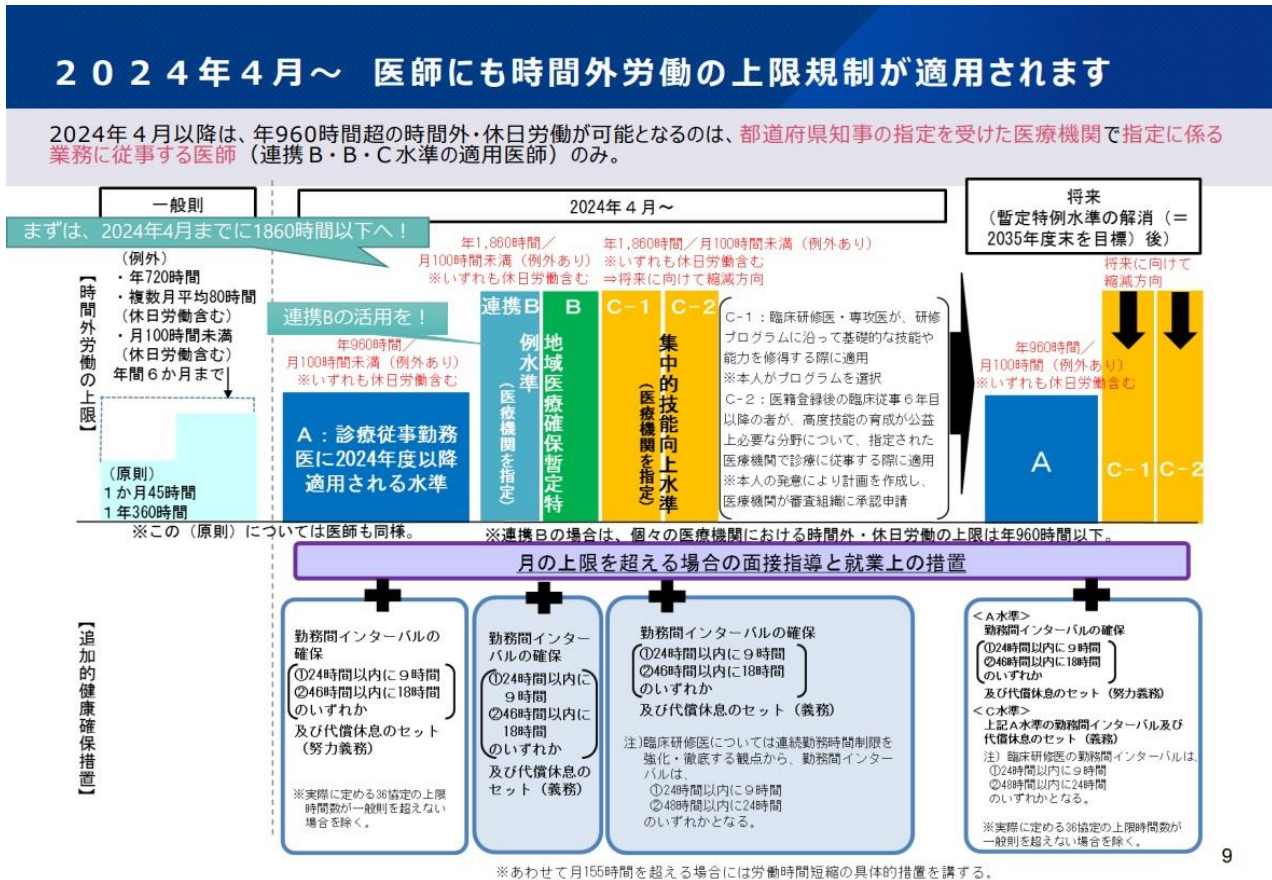 ２０２４年４月～　医師にも時間外労働の上限規制が適用されます
2024年４月以降は、年960時間超の時間外・休日労働が可能となるのは、都道府県知事の指定を受けた医療機関で指定に係る
業務に従事する医師（連携Ｂ・Ｂ・Ｃ水準の適用医師）のみ。
一般則
2024年４月～
将来
（暫定特例水準の解消（＝
2035年度末を目標）後）
まずは、2024年4月までに1860時間以下へ！
【時間外労働の上限】
（例外）
・年720時間
・複数月平均80時間
（休日労働含む）
・月100時間未満
（休日労働含む）
年間６か月まで
（原則）
１か月45時間
１年360時間
※この（原則）については医師も同様。
連携Bの活用を！
年960時間／
月100時間未満（例外あり）
※いずれも休日労働含む
Ａ：診療従事勤務
医に2024年度以降
適用される水準
年1,860時間／
月100時間未満（例外あり）
※いずれも休日労働含む
連携Ｂ
Ｂ
地域医療確保暫定特
例水準
（医療機関を指定）
年1,860時間／月100時間未満（例外あり）
※いずれも休日労働含む
⇒将来に向けて縮減方向
Ｃ-１
Ｃ-２
集中的技能向上水準
（医療機関を指定）
Ｃ-１：臨床研修医・専攻医が、研修
プログラムに沿って基礎的な技能や
能力を修得する際に適用
※本人がプログラムを選択
Ｃ-２：医籍登録後の臨床従事６年目
以降の者が、高度技能の育成が公益
上必要な分野について、指定された
医療機関で診療に従事する際に適用
※本人の発意により計画を作成し、
医療機関が審査組織に承認申請
※連携Ｂの場合は、個々の医療機関における時間外・休日労働の上限は年960時間以下。
将来に向けて
縮減方向
年960時間／
月100時間（例外あり）
※いずれも休日労働含む
Ａ
Ｃ-１
Ｃ-２
月の上限を超える場合の面接指導と就業上の措置
【追加的健康確保措置】
勤務間インターバルの
確保
①24時間以内に９時間
②46時間以内に18時間
のいずれか
及び代償休息のセット
（努力義務）
※実際に定める36協定の上限
時間数が一般則を超えない
場合を除く。
勤務間インター
バルの確保
①24時間以内に
９時間
②46時間以内に
18時間
のいずれか
及び代償休息の
セット（義務）
勤務間インターバルの確保
①24時間以内に９時間
②46時間以内に18時間
のいずれか
及び代償休息のセット（義務）
注）臨床研修医については連続勤務時間制限を
強化・徹底する観点から、勤務間インター
バルは、
①24時間以内に９時間
②48時間以内に24時間
のいずれかとなる。
＜Ａ水準＞
勤務間インターバルの確保
①24時間以内に９時間
②46時間以内に18時間
のいずれか
及び代償休息のセット（努力義務）
＜Ｃ水準＞
上記Ａ水準の勤務間インターバル及び
代償休息のセット（義務）
注）臨床研修医の勤務間インターバルは、
①24時間以内に９時間
②48時間以内に24時間
のいずれかとなる。
※実際に定める36協定の上限時間数が
一般則を超えない場合を除く。
※あわせて月155時間を超える場合には労働時間短縮の具体的措置を講ずる。
9